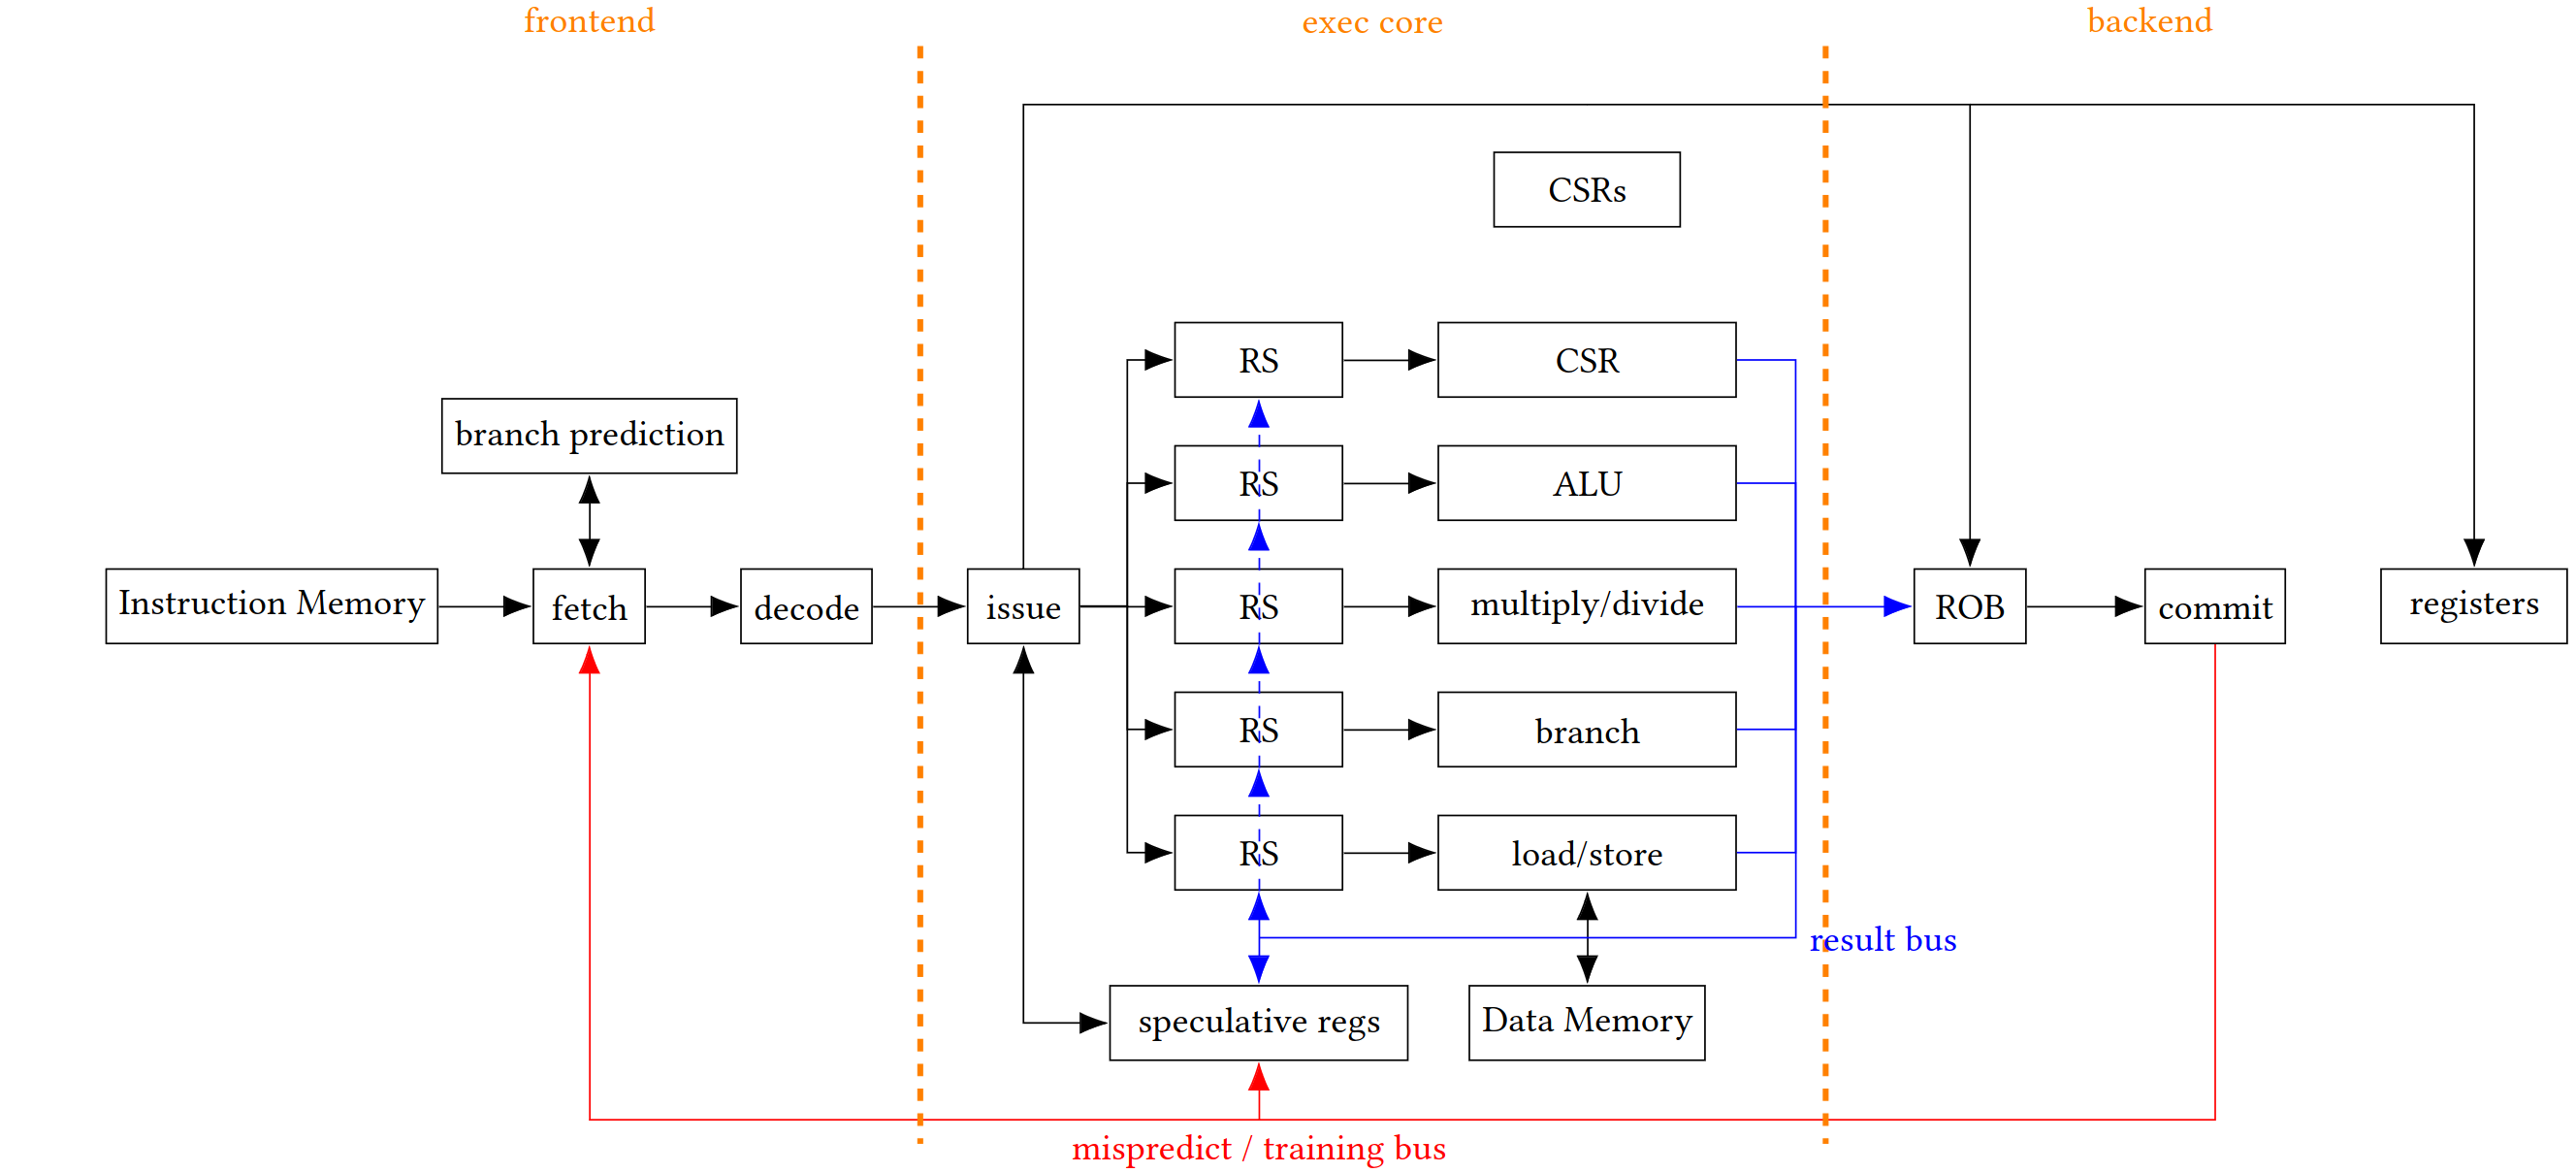 frontend
exec core
backend
CSRs
RS
CSR
branch prediction
RS
ALU
Instruction Memory
fetch
decode
issue
RS
multiply/divide
ROB
commit
registers
RS
branch
RS
load/store
result bus
speculative regs
Data Memory
mispredict / training bus